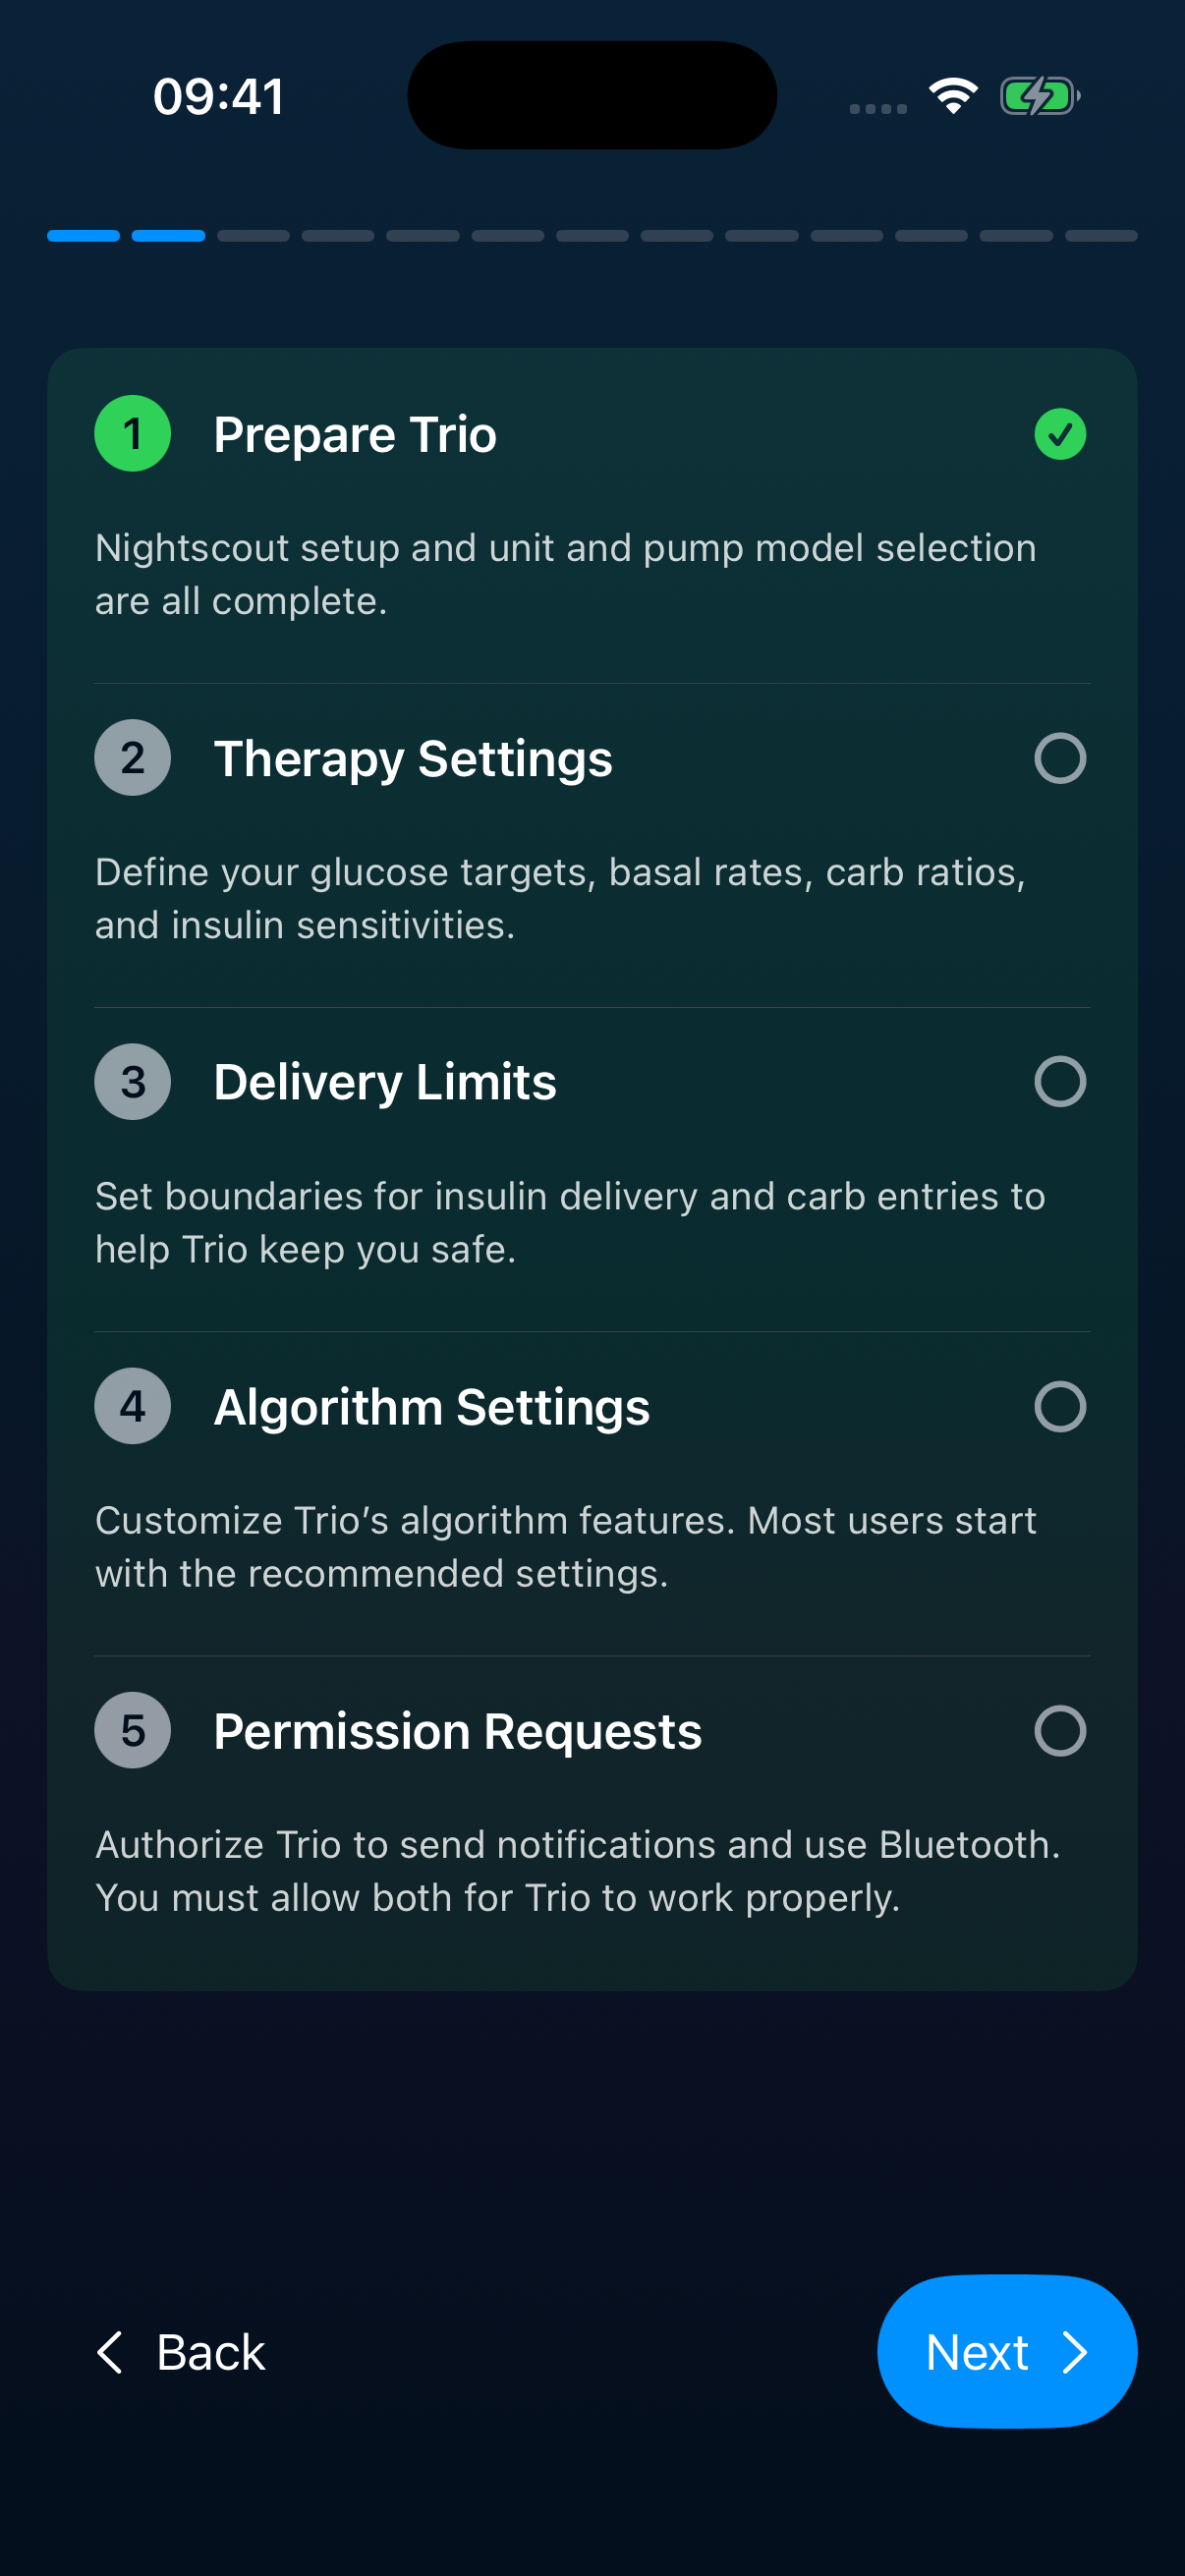 09:41
1 Prepare Trio
Nightscout setup and unit and pump model selection
are all complete.
2 Therapy Settings
Define your glucose targets, basal rates, carb ratios,
and insulin sensitivities.
3 Delivery Limits
Set boundaries for insulin delivery and carb entries to
help Trio keep you safe.
4 Algorithm Settings
Customize Trio’s algorithm features. Most users start
with the recommended settings.
5 Permission Requests
Authorize Trio to send notifications and use Bluetooth.
You must allow both for Trio to work properly.
Back
Next